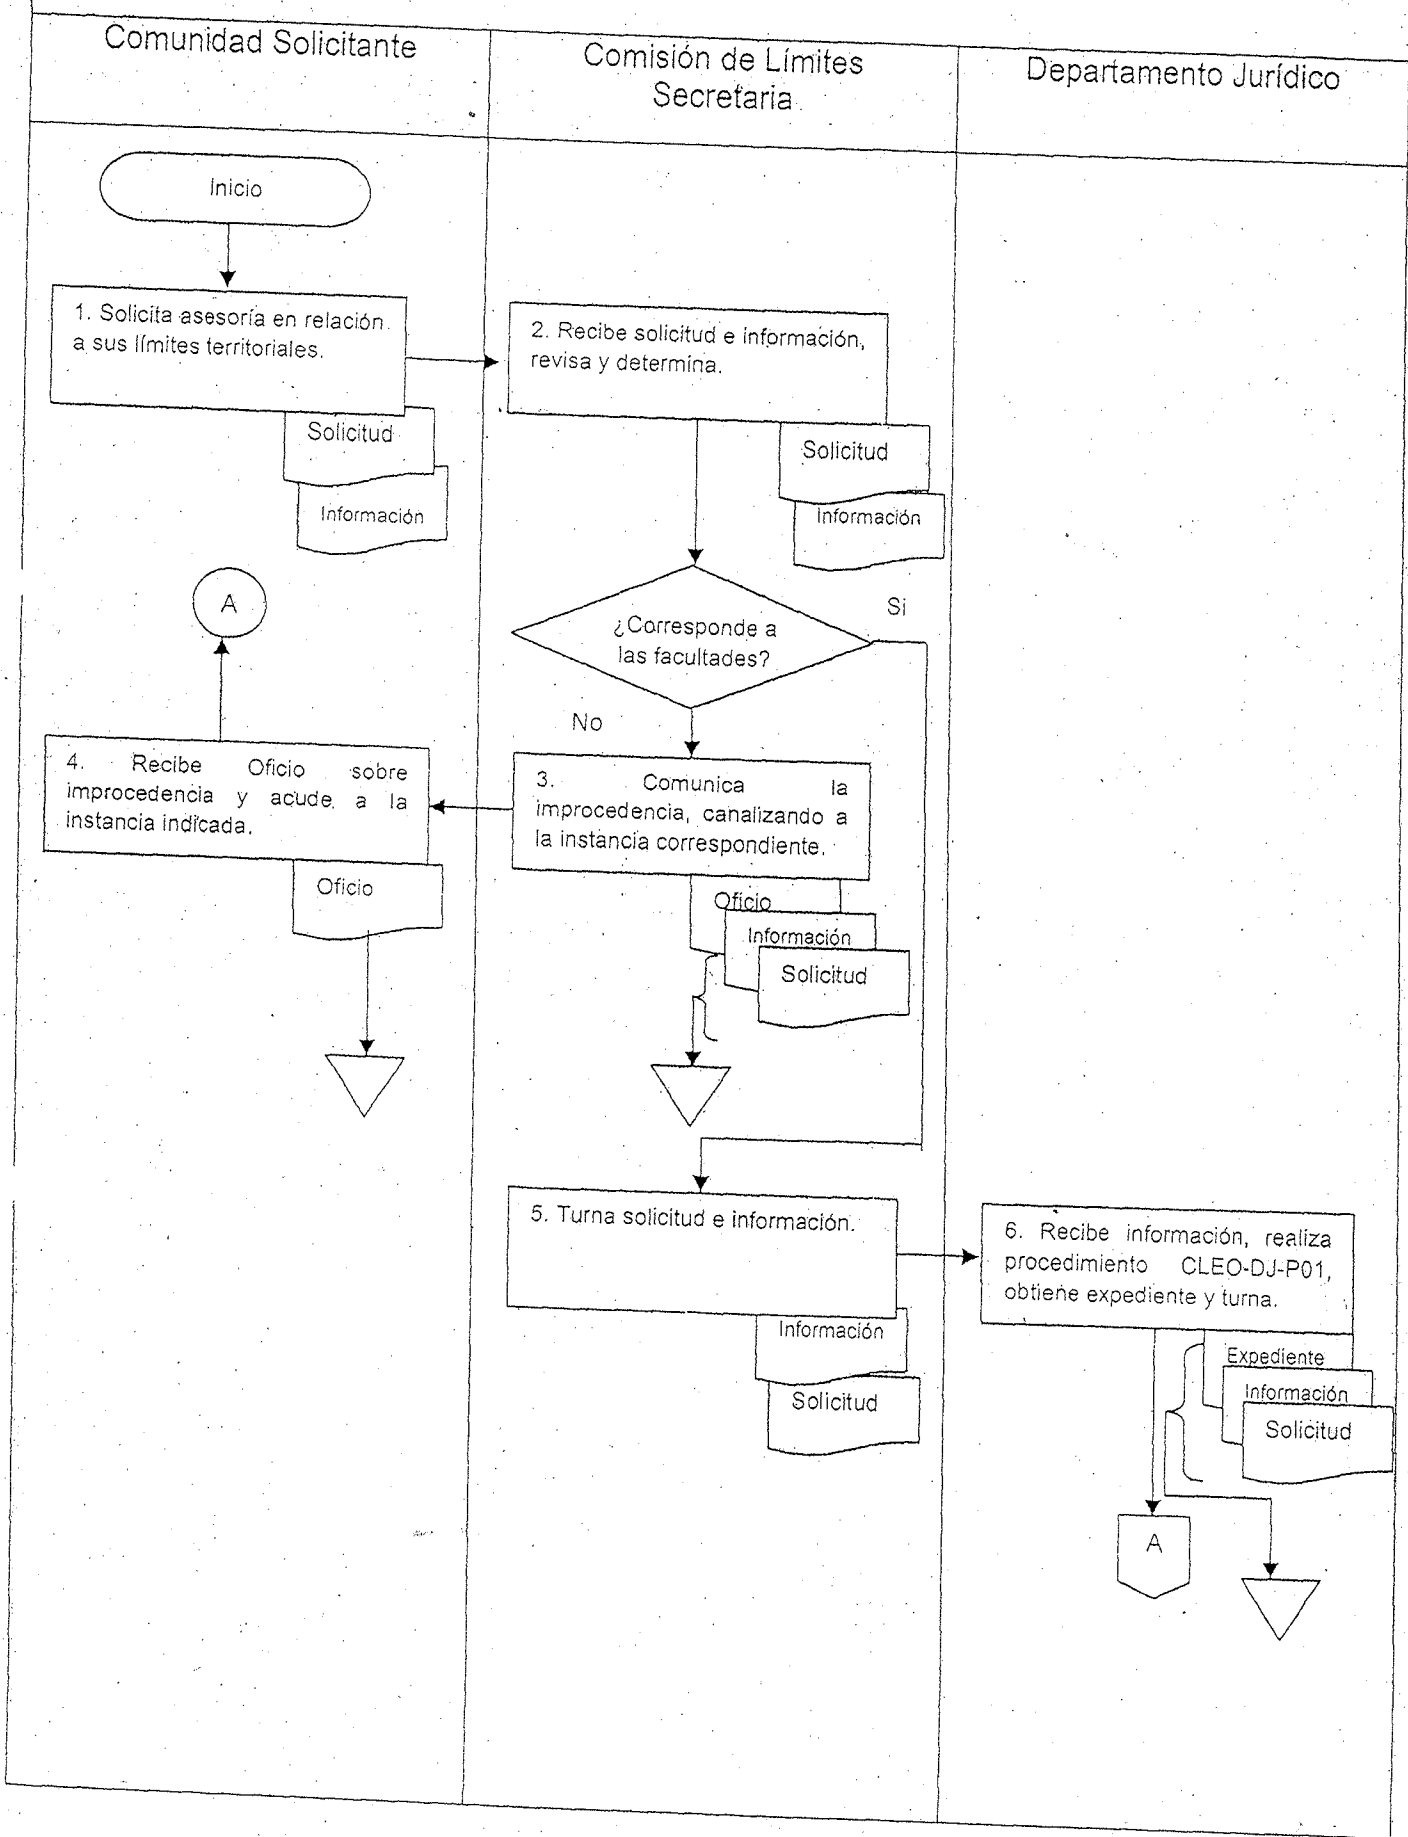 Comunidad Solicitante
Comisión de Límites
Secretaria
Departamento Jurídico
Inicio
1. Solicita asesoría en relación
a sus límites territoriales.
Solicitud
Información
2. Recibe solicitud e información,
revisa y determina.
Solicitud
Información
A
¿Corresponde a
las facultades?
Si
No
4. Recibe Oficio sobre
improcedencia y acude a la
instancia indicada.
Oficio
3. Comunica la
improcedencia, canalizando a
la instancia correspondiente.
Oficio
Información
Solicitud
5. Turna solicitud e información.
Información
Solicitud
6. Recibe información, realiza
procedimiento CLEO-DJ-P01,
obtiene expediente y turna.
Expediente
Información
Solicitud
A